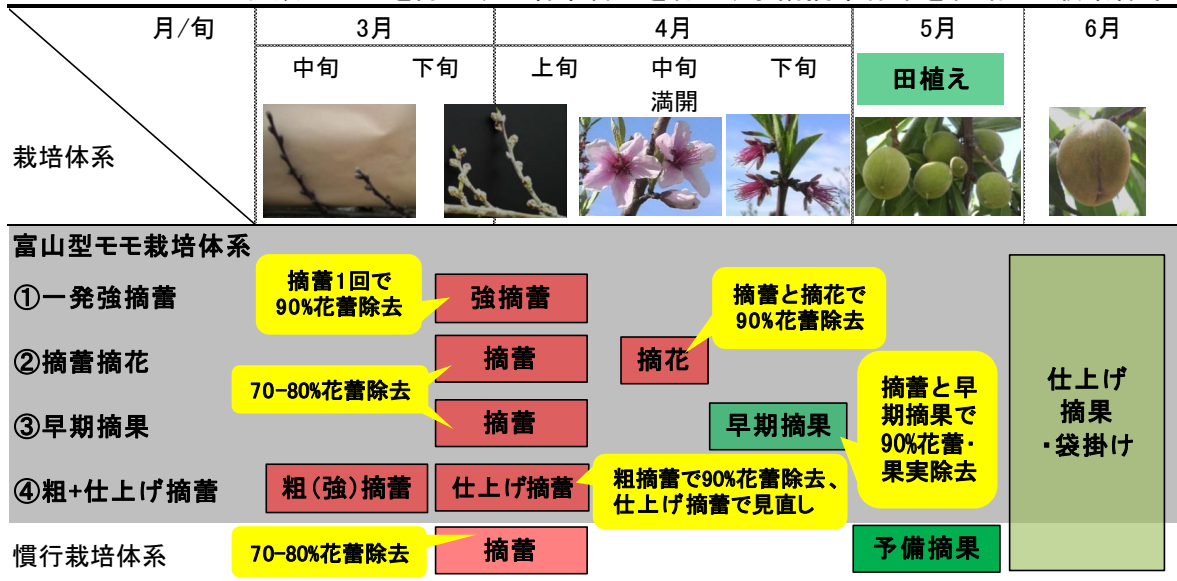 月/旬
3月
4月
5月
6月
中旬
下旬
上旬
中旬
下旬
満開
田植え
栽培体系
富山型モモ栽培体系
①一発強摘蕾
摘蕾1回で
90%花蕾除去
強摘蕾
摘蕾と摘花で
90%花蕾除去
②摘蕾摘花
摘蕾
摘花
70-80%花蕾除去
③早期摘果
摘蕾
早期摘果
摘蕾と早
期摘果で
90%花蕾・
果実除去
④粗+仕上げ摘蕾
粗(強)摘蕾
仕上げ摘蕾
粗摘蕾で90%花蕾除去、
仕上げ摘蕾で見直し
仕上げ
摘果
・袋掛け
慣行栽培体系
70-80%花蕾除去
摘蕾
予備摘果